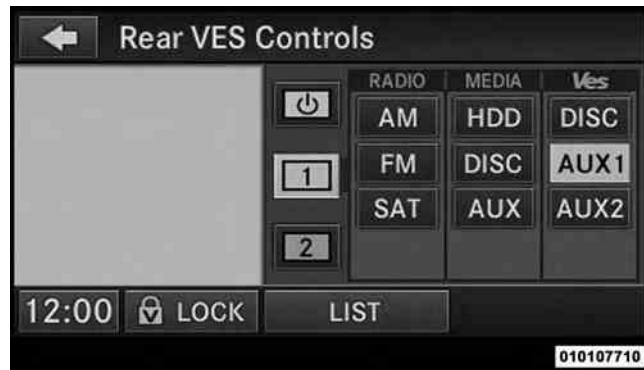 Rear VES Controls
RADIO MEDIA Ves
AM HDD DISC
1 FM DISC AUX1
SAT AUX AUX2
2
12:00 LOCK LIST
010107710